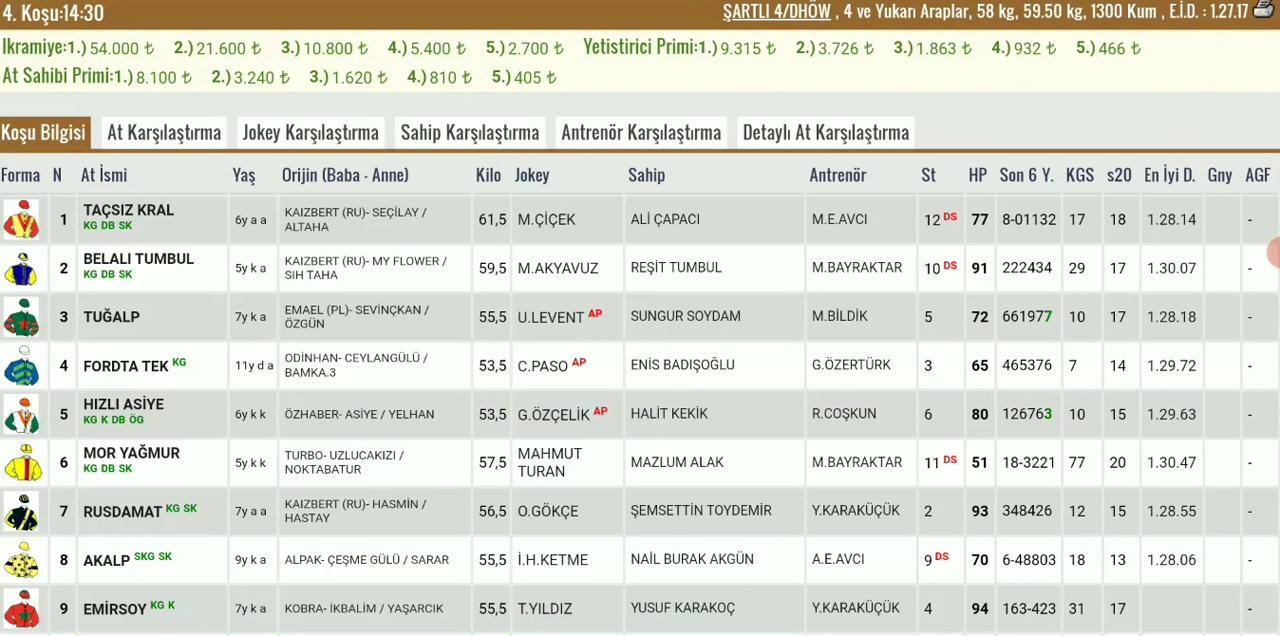 4. Koşu:14:30 ŞARTLI 4/DHÖW , 4 ve Yukarı Araplar, 58 kg, 59.50 kg, 1300 Kum , E.İ.D. : 1.27.17
Ikramiye:1.) 54.000 ₺ 2.) 21.600 ₺ 3.) 10.800 ₺ 4.) 5.400 ₺ 5.) 2.700 ₺ Yetistirici Primi:1.) 9.315 ₺ 2.) 3.726 ₺ 3.) 1.863 ₺ 4.) 932 ₺ 5.) 466 ₺
At Sahibi Primi:1.) 8.100 ₺ 2.) 3.240 ₺ 3.) 1.620 ₺ 4.) 810 ₺ 5.) 405 ₺
Koşu Bilgisi At Karşılaştırma Jokey Karşılaştırma Sahip Karşılaştırma Antrenör Karşılaştırma Detaylı At Karşılaştırma
Forma N At İsmi Yaş Orijin (Baba - Anne) Kilo Jokey Sahip Antrenör St HP Son 6 Y. KGS s20 En İyi D. Gny AGF
1 TAÇSIZ KRAL KG DB SK 6y a a KAIZBERT (RU)- SEÇİLAY / ALTAHA 61,5 M.ÇİÇEK ALİ ÇAPACI M.E.AVCI 12 DS 77 8-01132 17 18 1.28.14 -
2 BELALI TUMBUL KG DB SK 5y k a KAIZBERT (RU)- MY FLOWER / SIH TAHA 59,5 M.AKYAVUZ REŞİT TUMBUL M.BAYRAKTAR 10 DS 91 222434 29 17 1.30.07 -
3 TUĞALP 7y k a EMAEL (PL)- SEVİNÇKAN / ÖZGÜN 55,5 U.LEVENT AP SUNGUR SOYDAM M.BİLDİK 5 72 661977 10 17 1.28.18 -
4 FORDTA TEK KG 11y d a ODİNHAN- CEYLANGÜLÜ / BAMKA.3 53,5 C.PASO AP ENİS BADIŞOĞLU G.ÖZERTÜRK 3 65 465376 7 14 1.29.72 -
5 HIZLI ASİYE KG K DB ÖG 6y k k ÖZHABER- ASİYE / YELHAN 53,5 G.ÖZÇELİK AP HALİT KEKİK R.COŞKUN 6 80 126763 10 15 1.29.63 -
6 MOR YAĞMUR KG DB SK 5y k k TURBO- UZLUCAKIZI / NOKTABATUR 57,5 MAHMUT TURAN MAZLUM ALAK M.BAYRAKTAR 11 DS 51 18-3221 77 20 1.30.47 -
7 RUSDAMAT KG SK 7y a a KAIZBERT (RU)- HASMİN / HASTAY 56,5 O.GÖKÇE ŞEMSETTİN TOYDEMİR Y.KARAKÜÇÜK 2 93 348426 12 15 1.28.55 -
8 AKALP SKG SK 9y k a ALPAK- ÇEŞME GÜLÜ / SARAR 55,5 İ.H.KETME NAİL BURAK AKGÜN A.E.AVCI 9 DS 70 6-48803 18 13 1.28.06 -
9 EMİRSOY KG K 7y k a KOBRA- İKBALİM / YAŞARCIK 55,5 T.YILDIZ YUSUF KARAKOÇ Y.KARAKÜÇÜK 4 94 163-423 31 17 -